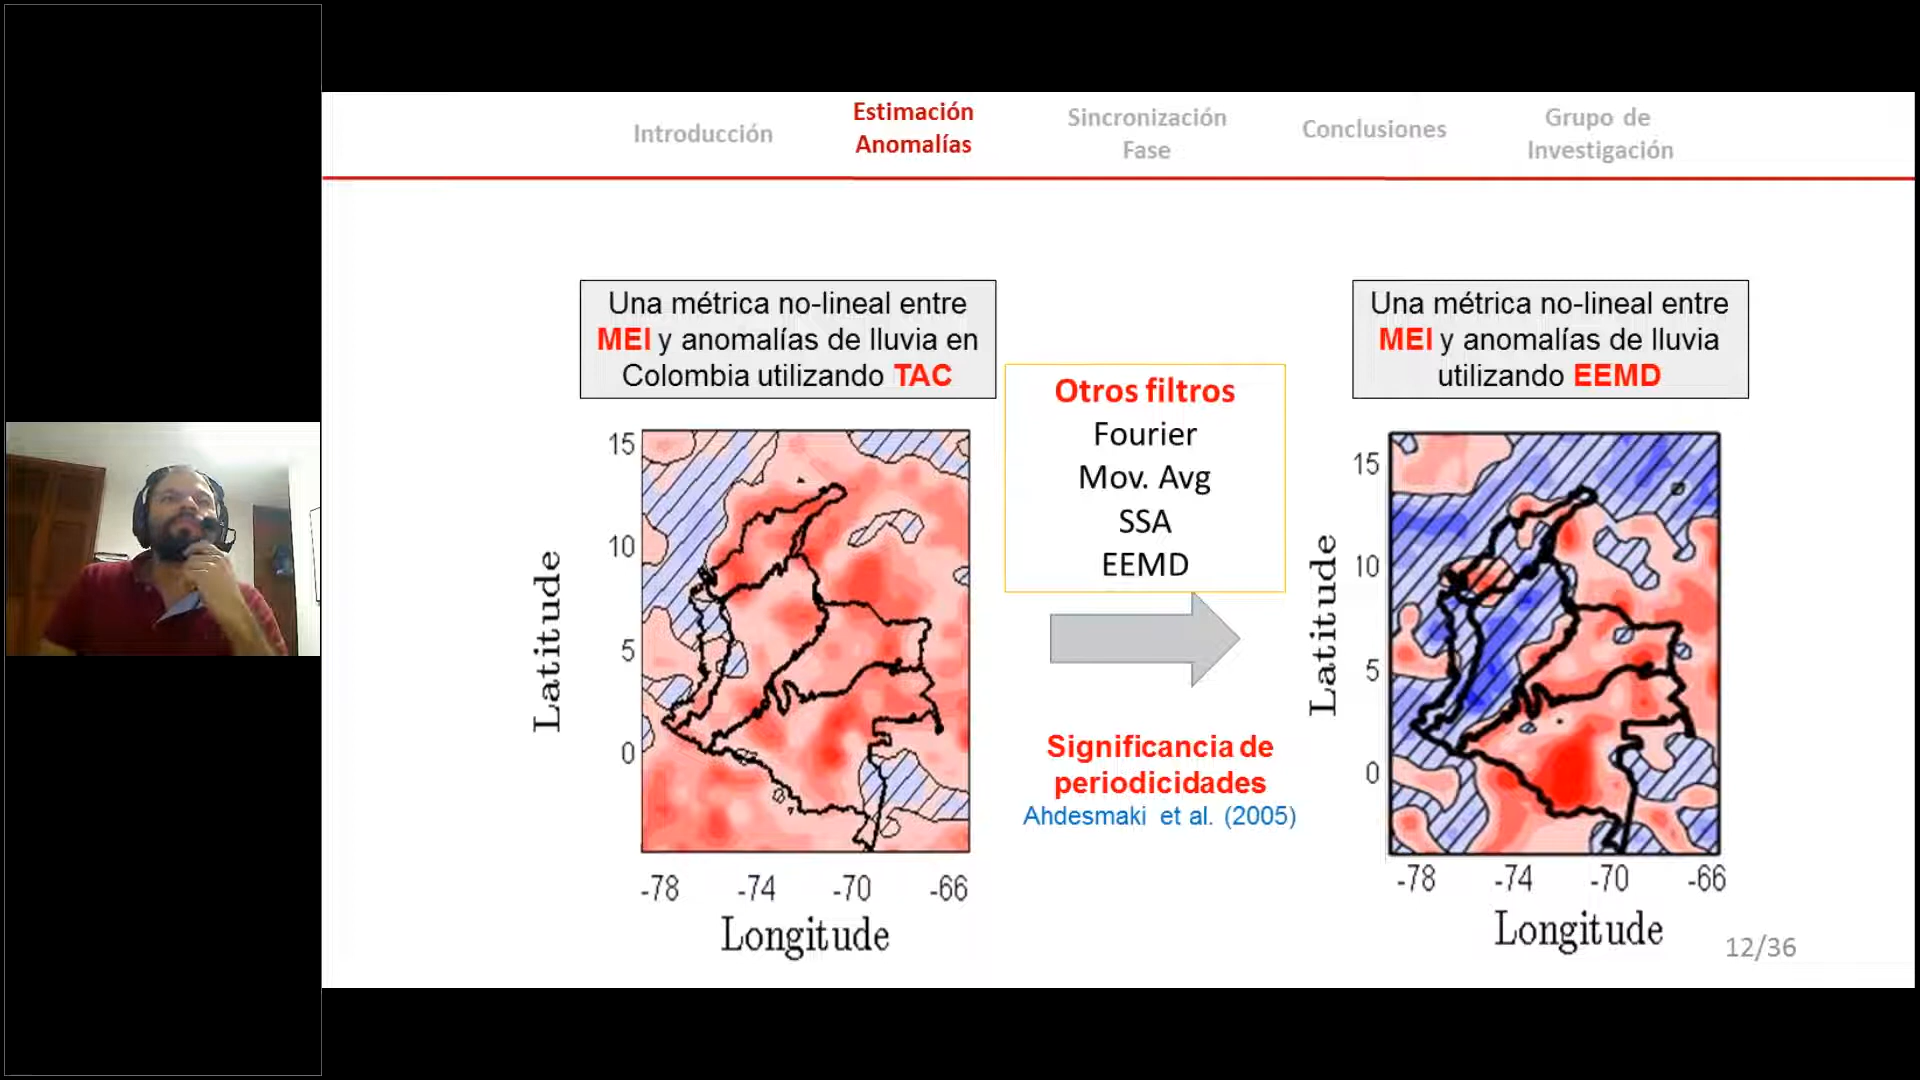 Introducción
Estimación
Anomalías
Sincronización
Fase
Conclusiones
Grupo de
Investigación
Una métrica no-lineal entre
MEI y anomalías de lluvia en
Colombia utilizando TAC
Otros filtros
Fourier
Mov. Avg
SSA
EEMD
Significancia de
periodicidades
Ahdesmaki et al. (2005)
Una métrica no-lineal entre
MEI y anomalías de lluvia
utilizando EEMD
15
10
5
0
Latitude
-78 -74 -70 -66
Longitude
15
10
5
0
Latitude
-78 -74 -70 -66
Longitude
12/36